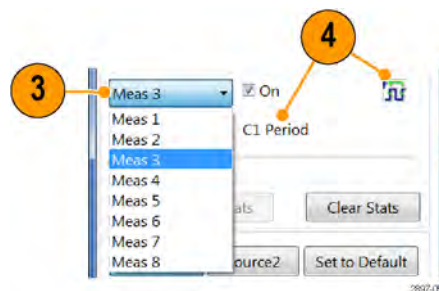 4
3
Meas 3
On
Meas 1
Meas 2
C1 Period
Meas 3
Meas 4
Meas 5
ats
Clear Stats
Meas 6
Meas 7
Meas 8
ource2
Set to Default